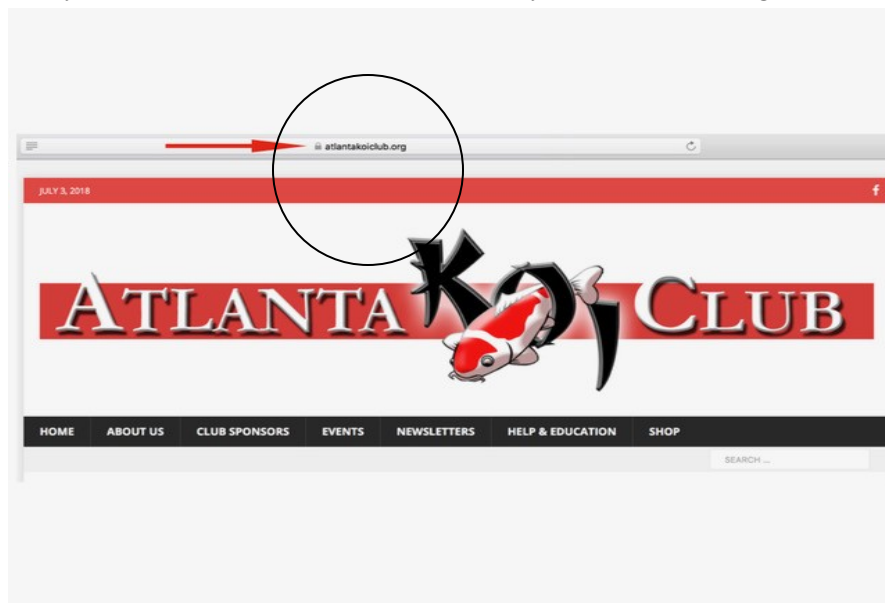 atlantakoiclub.org
JULY 3, 2018
ATLANTA KOI CLUB
HOME ABOUT US CLUB SPONSORS EVENTS NEWSLETTERS HELP & EDUCATION SHOP
SEARCH ...